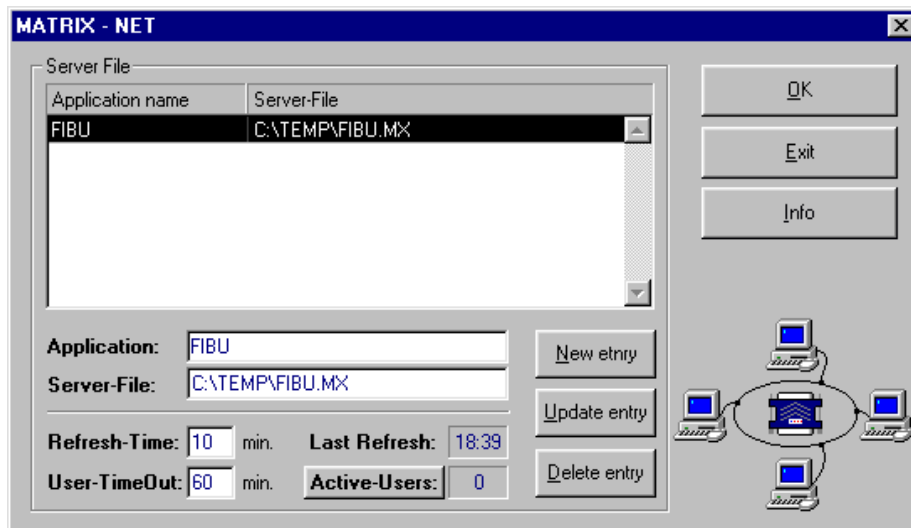 MATRIX - NET
Server File
Application name Server-File
FIBU C:\TEMP\FIBU.MX
OK
Exit
Info
Application: FIBU
Server-File: C:\TEMP\FIBU.MX
New etnry
Update entry
Delete entry
Refresh-Time: 10 min. Last Refresh: 18:39
User-TimeOut: 60 min. Active-Users: 0